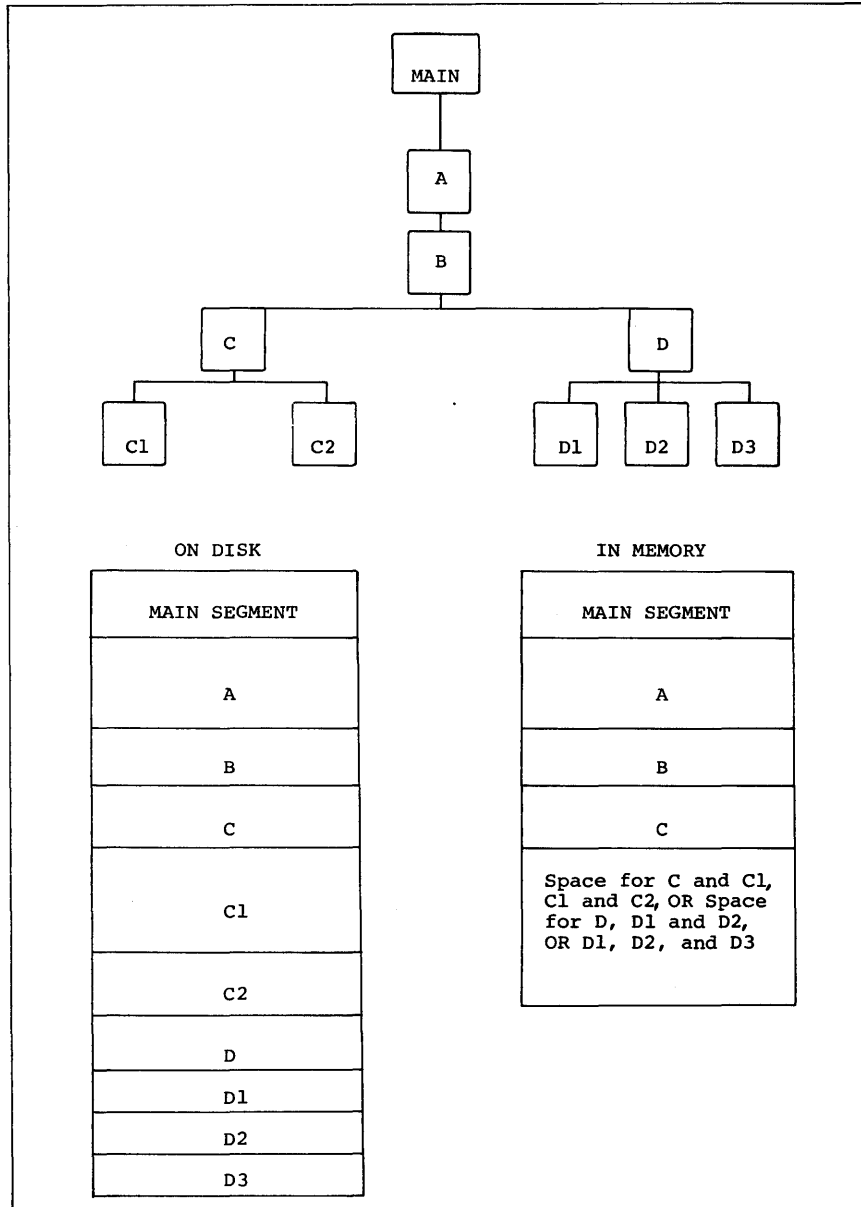 MAIN
A
B
C D
C1 C2 D1 D2 D3
ON DISK
MAIN SEGMENT
A
B
C
C1
C2
D
D1
D2
D3
IN MEMORY
MAIN SEGMENT
A
B
C
Space for C and C1,
C1 and C2, OR Space
for D, D1 and D2,
OR D1, D2, and D3